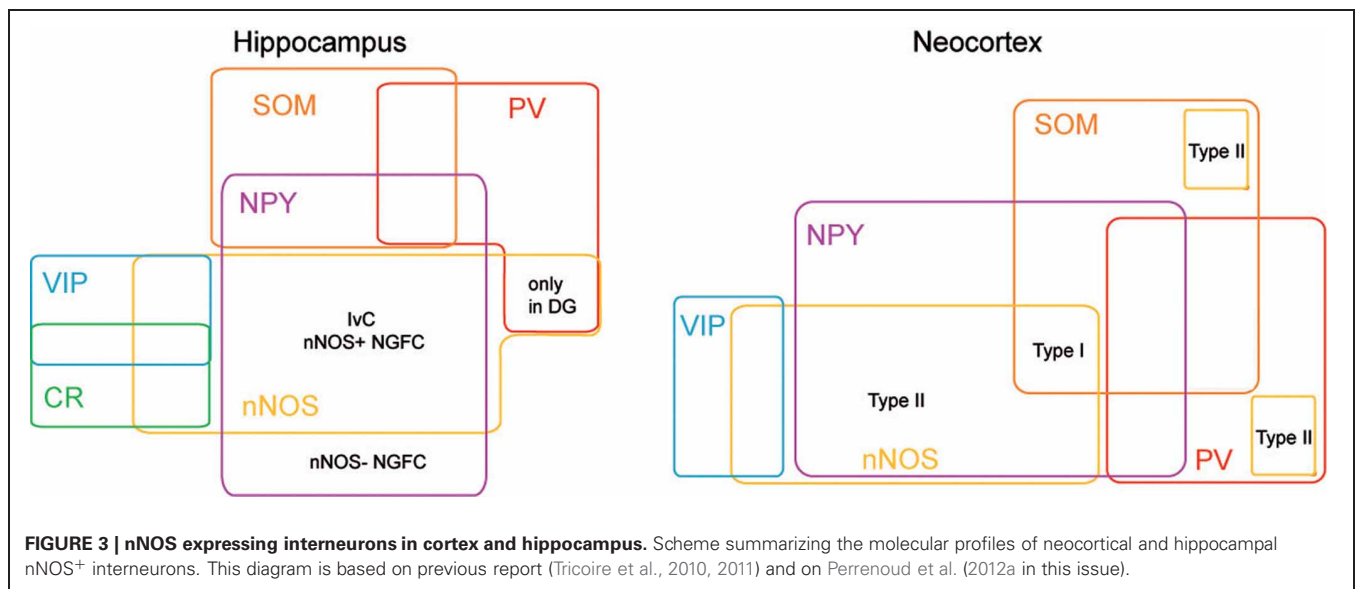 Hippocampus
SOM
PV
NPY
VIP
only
in DG
IvC
nNOS+ NGFC
CR
nNOS
nNOS- NGFC
Neocortex
SOM
Type II
NPY
VIP
Type I
Type II
Type II
nNOS
PV
FIGURE 3 | nNOS expressing interneurons in cortex and hippocampus. Scheme summarizing the molecular profiles of neocortical and hippocampal
nNOS+ interneurons. This diagram is based on previous report (Tricoire et al., 2010, 2011) and on Perrenoud et al. (2012a in this issue).